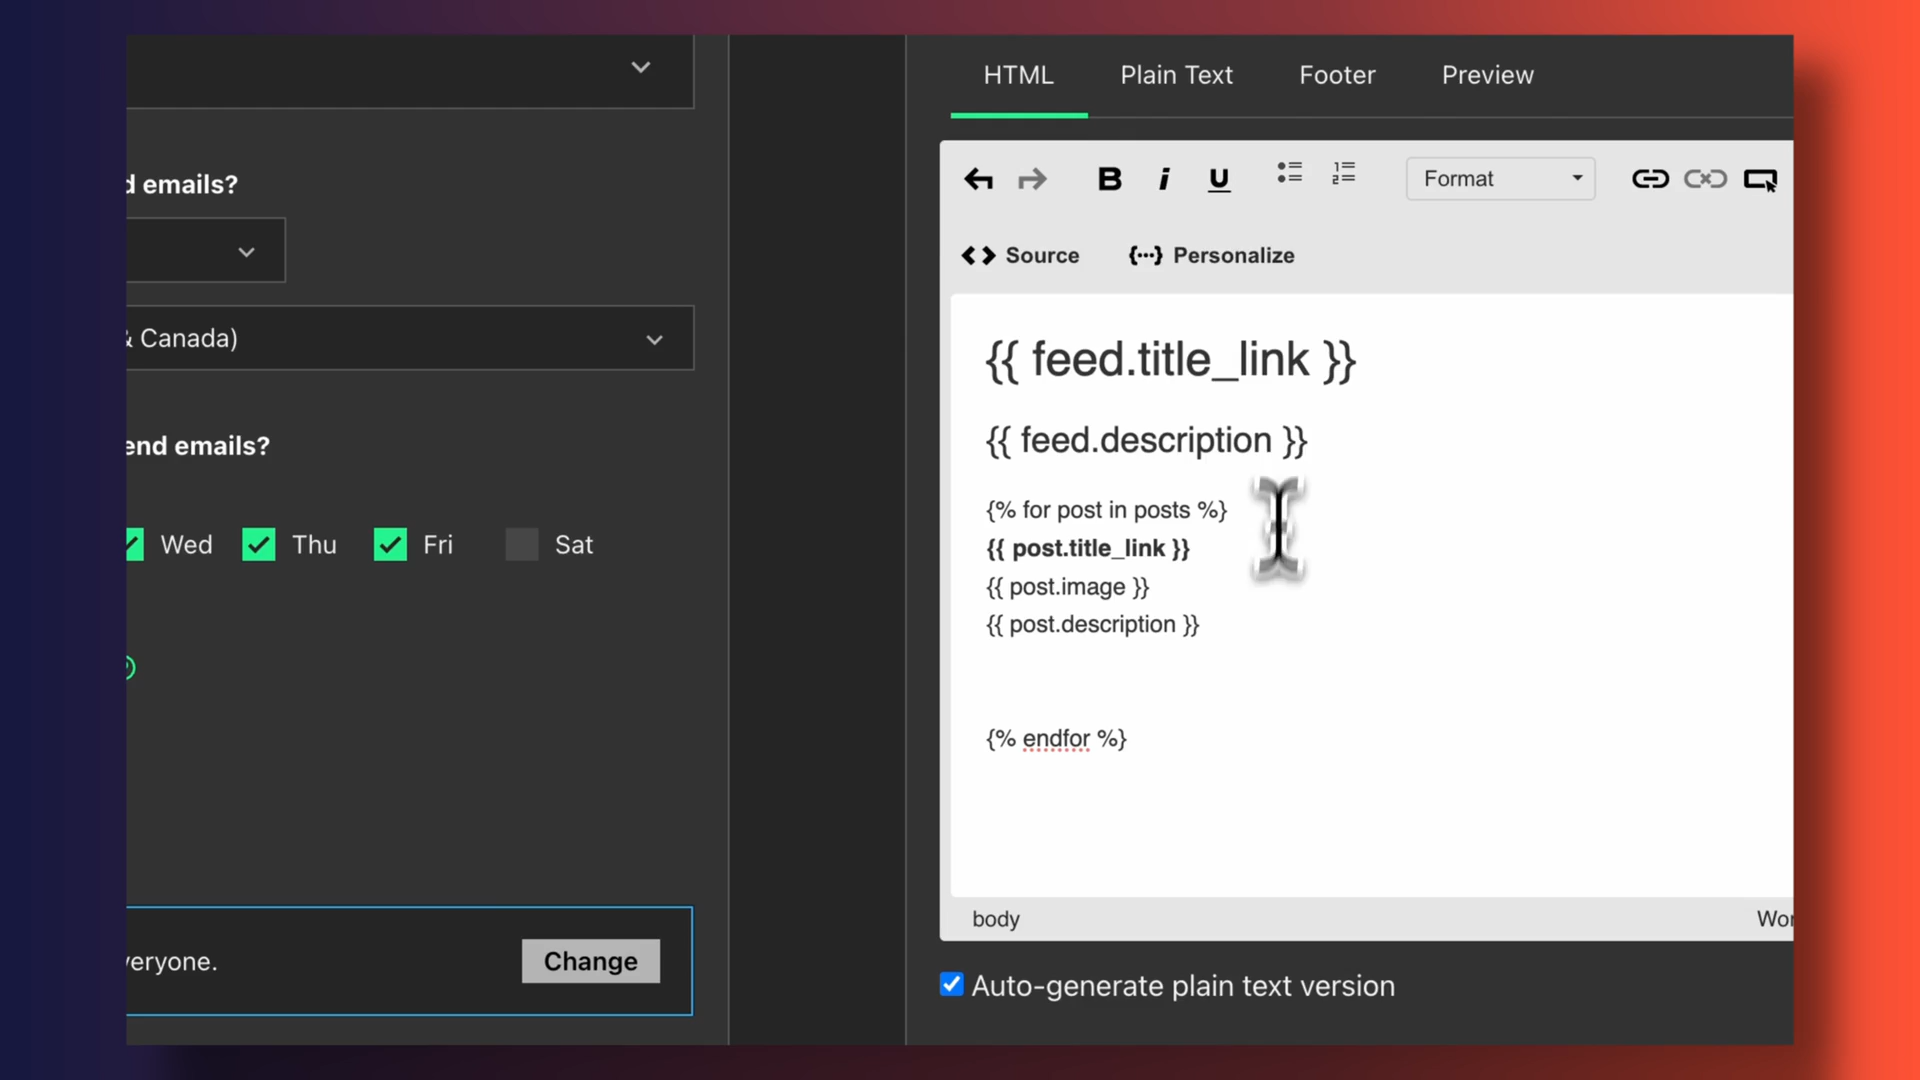 HTML Plain Text Footer Preview
d emails?
B i U Format
Source {···} Personalize
& Canada)
{{ feed.title_link }}
{{ feed.description }}
end emails?
{% for post in posts %}
{{ post.title_link }}
{{ post.image }}
{{ post.description }}
Wed Thu Fri Sat
{% endfor %}
body Wor
veryone. Change
Auto-generate plain text version